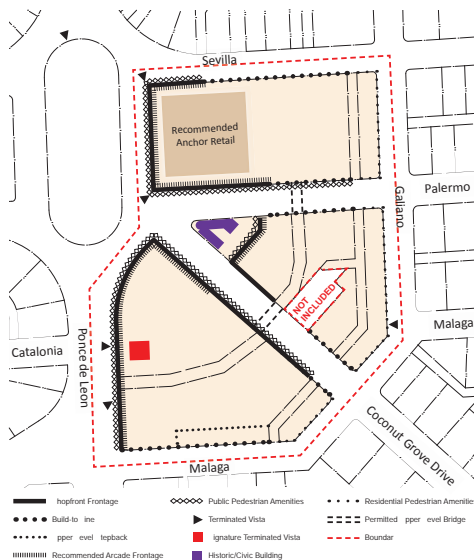 Sevilla
Recommended
Anchor Retail
Palermo
Galiano
NOT
INCLUDED
Malaga
Catalonia
Ponce de Leon
Coconut Grove Drive
Malaga
hopfront Frontage
Public Pedestrian Amenities
Residential Pedestrian Amenitie
Build-to ine
Terminated Vista
Permitted pper evel Bridge
pper evel tepback
ignature Terminated Vista
Boundar
Recommended Arcade Frontage
Historic/Civic Building